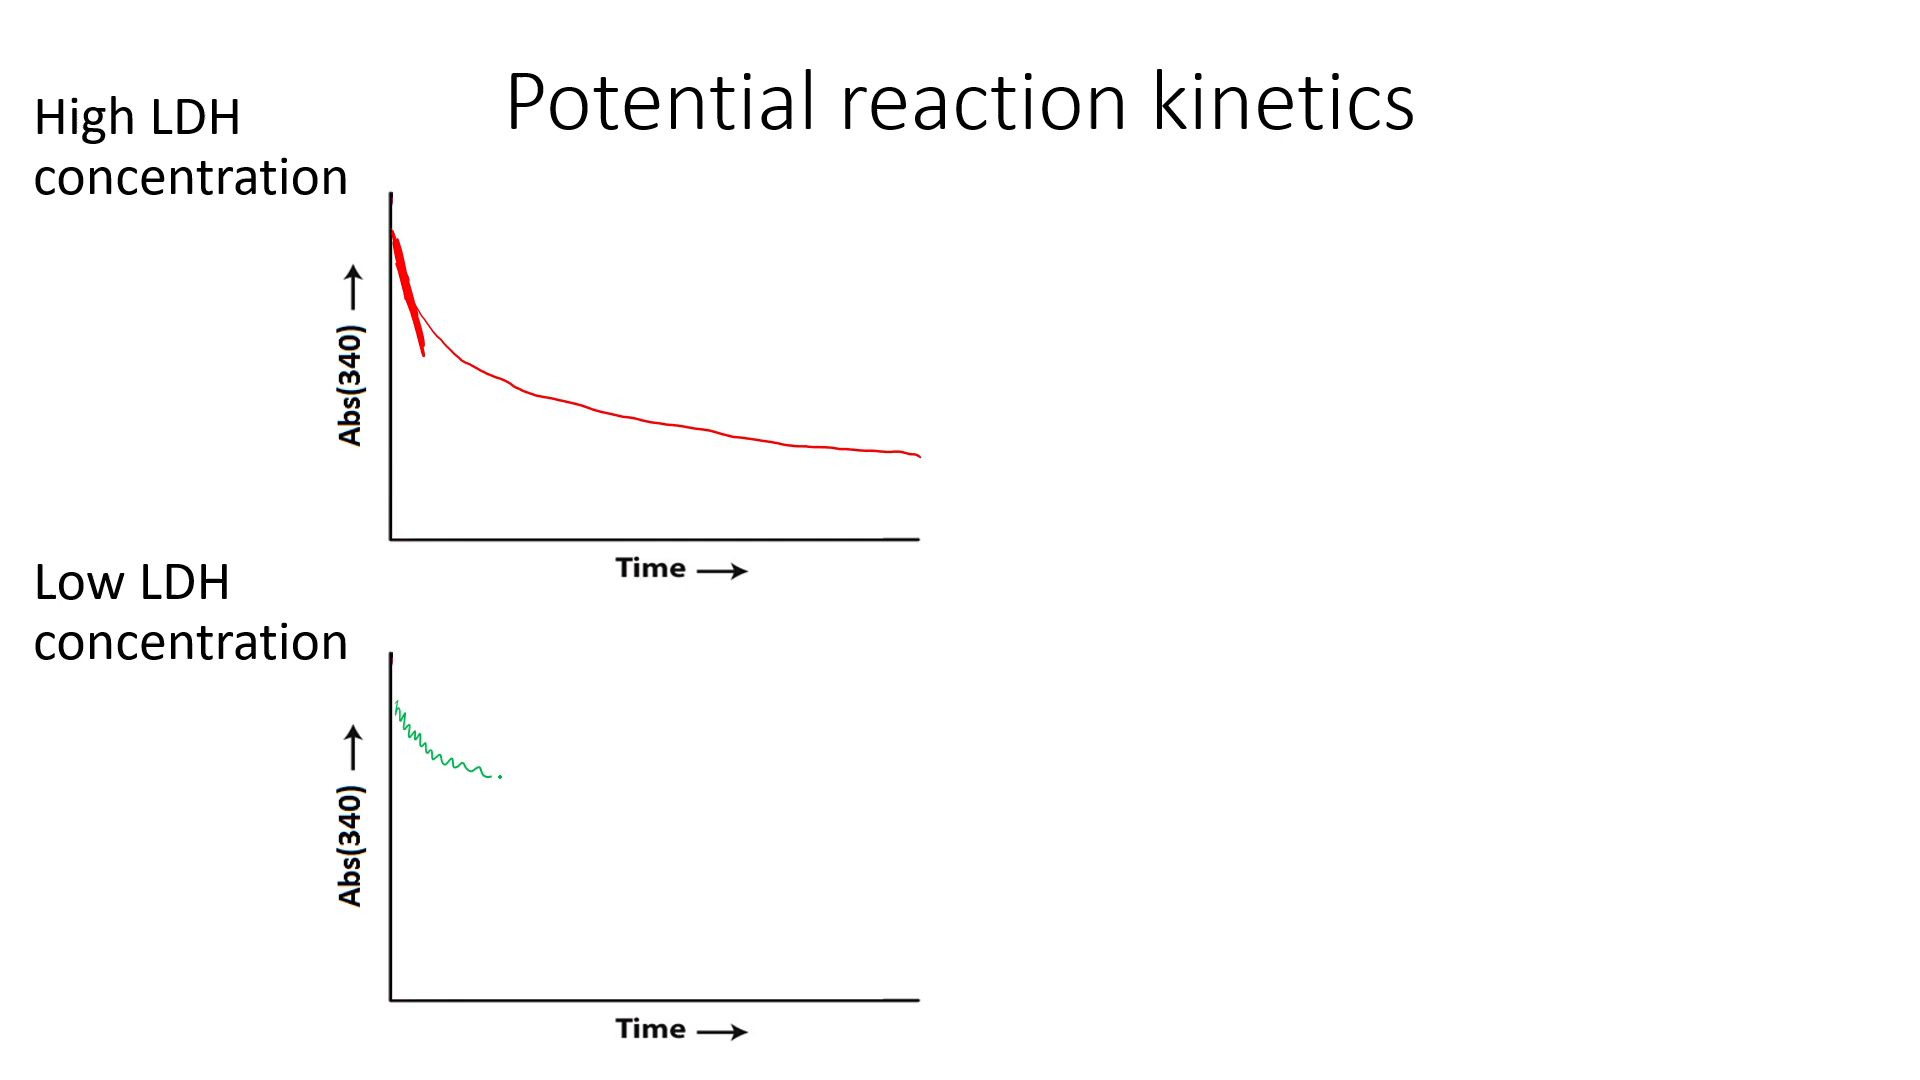 Potential reaction kinetics
High LDH
concentration
Abs(340)
Time
Low LDH
concentration
Abs(340)
Time